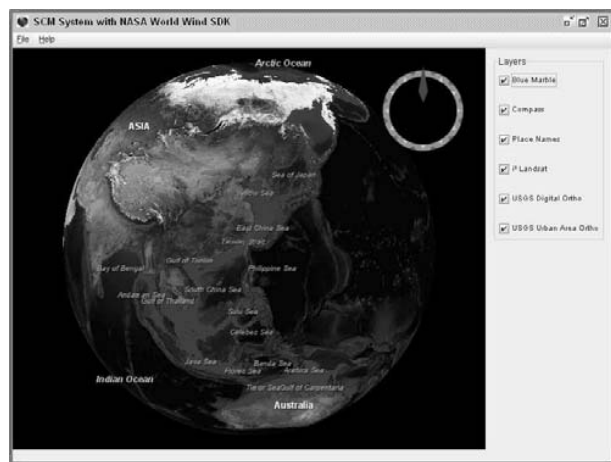 SCM System with NASA World Wind SDK
File Help
Layers
Blue Marble
Compass
Place Names
i³ Landsat
USGS Digital Ortho
USGS Urban Area Ortho
Arctic Ocean
ASIA
Sea of Japan
Yellow Sea
East China Sea
Taiwan Strait
Gulf of Tonkin
Bay of Bengal
Philippine Sea
South China Sea
Andaman Sea
Gulf of Thailand
Sulu Sea
Celebes Sea
Java Sea
Banda Sea
Flores Sea
Arafura Sea
Timor Sea
Gulf of Carpentaria
Indian Ocean
Australia